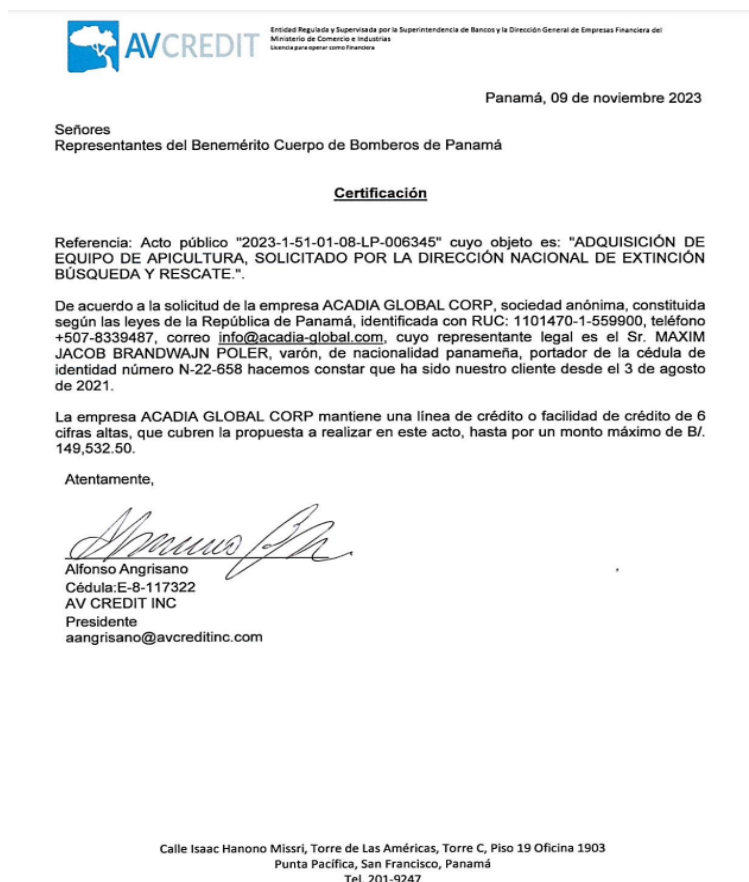 AVCREDIT
Entidad Regulada y Supervisada por la Superintendencia de Bancos y la Dirección General de Empresas Financiera del
Ministerio de Comercio e Industrias
Licencia para operar como Financiera
Panamá, 09 de noviembre 2023
Señores
Representantes del Benemérito Cuerpo de Bomberos de Panamá
Certificación
Referencia: Acto público "2023-1-51-01-08-LP-006345" cuyo objeto es: "ADQUISICIÓN DE
EQUIPO DE APICULTURA, SOLICITADO POR LA DIRECCIÓN NACIONAL DE EXTINCIÓN
BÚSQUEDA Y RESCATE.".
De acuerdo a la solicitud de la empresa ACADIA GLOBAL CORP, sociedad anónima, constituida
según las leyes de la República de Panamá, identificada con RUC: 1101470-1-559900, teléfono
+507-8339487, correo info@acadia-global.com, cuyo representante legal es el Sr. MAXIM
JACOB BRANDWAJN POLER, varón, de nacionalidad panameña, portador de la cédula de
identidad número N-22-658 hacemos constar que ha sido nuestro cliente desde el 3 de agosto
de 2021.
La empresa ACADIA GLOBAL CORP mantiene una línea de crédito o facilidad de crédito de 6
cifras altas, que cubren la propuesta a realizar en este acto, hasta por un monto máximo de B/.
149,532.50.
Atentamente,
Alfonso Angrisano
Cédula:E-8-117322
AV CREDIT INC
Presidente
aangrisano@avcreditinc.com
Calle Isaac Hanono Missri, Torre de Las Américas, Torre C, Piso 19 Oficina 1903
Punta Pacífica, San Francisco, Panamá
Tel. 201-9247